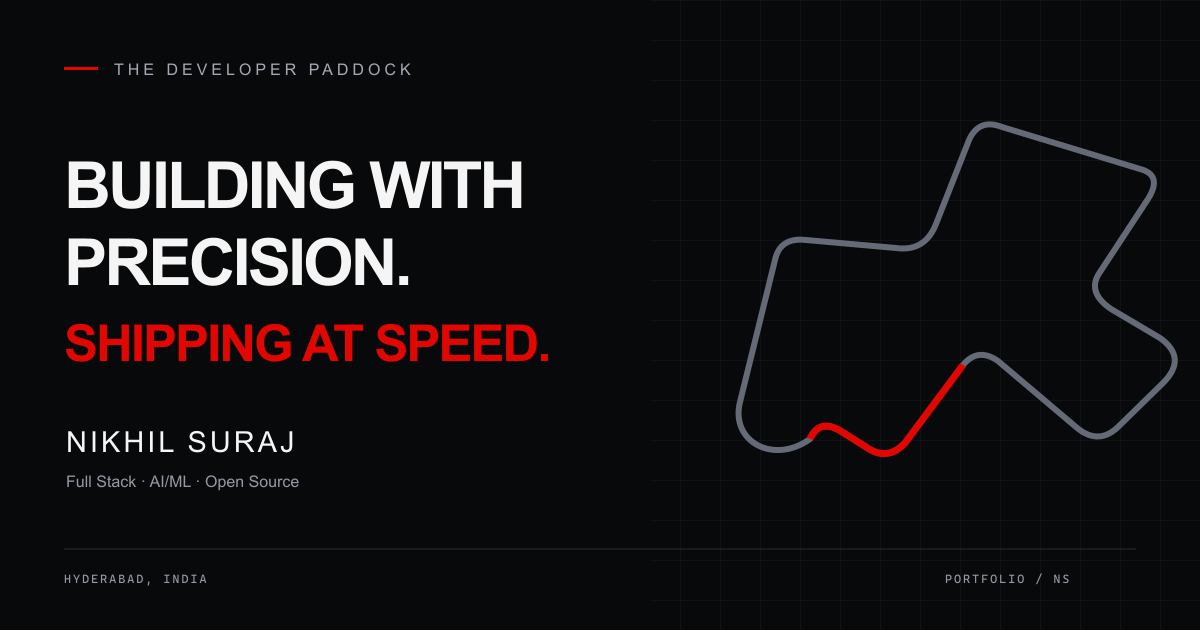 THE DEVELOPER PADDOCK
BUILDING WITH
PRECISION.
SHIPPING AT SPEED.
NIKHIL SURAJ
Full Stack · AI/ML · Open Source
HYDERABAD, INDIA
PORTFOLIO / NS